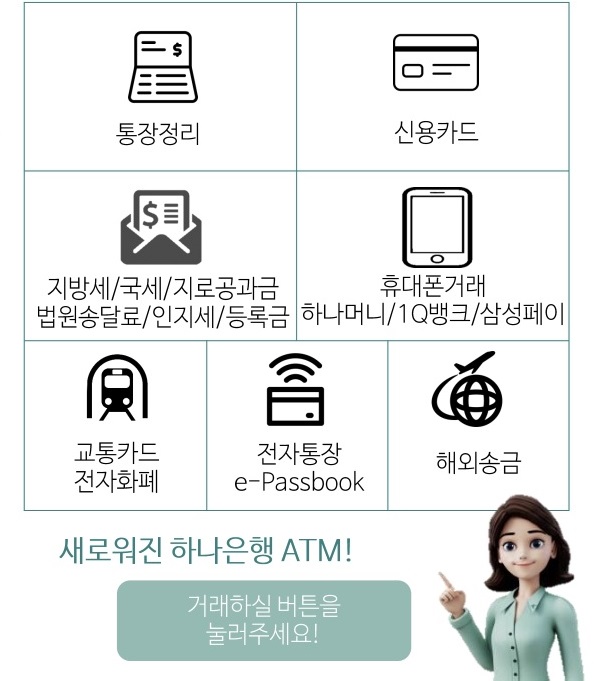 통장정리
신용카드
지방세/국세/지로공과금
법원송달료/인지세/등록금
휴대폰거래
하나머니/1Q뱅크/삼성페이
교통카드
전자화폐
전자통장
e-Passbook
해외송금
새로워진 하나은행 ATM!
거래하실 버튼을
눌러주세요!